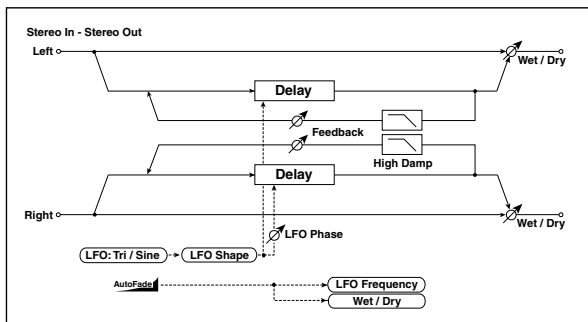 Stereo In - Stereo Out
Left
Wet / Dry
Delay
Feedback
High Damp
Delay
Right
Wet / Dry
LFO Phase
LFO: Tri / Sine
LFO Shape
AutoFade
LFO Frequency
Wet / Dry